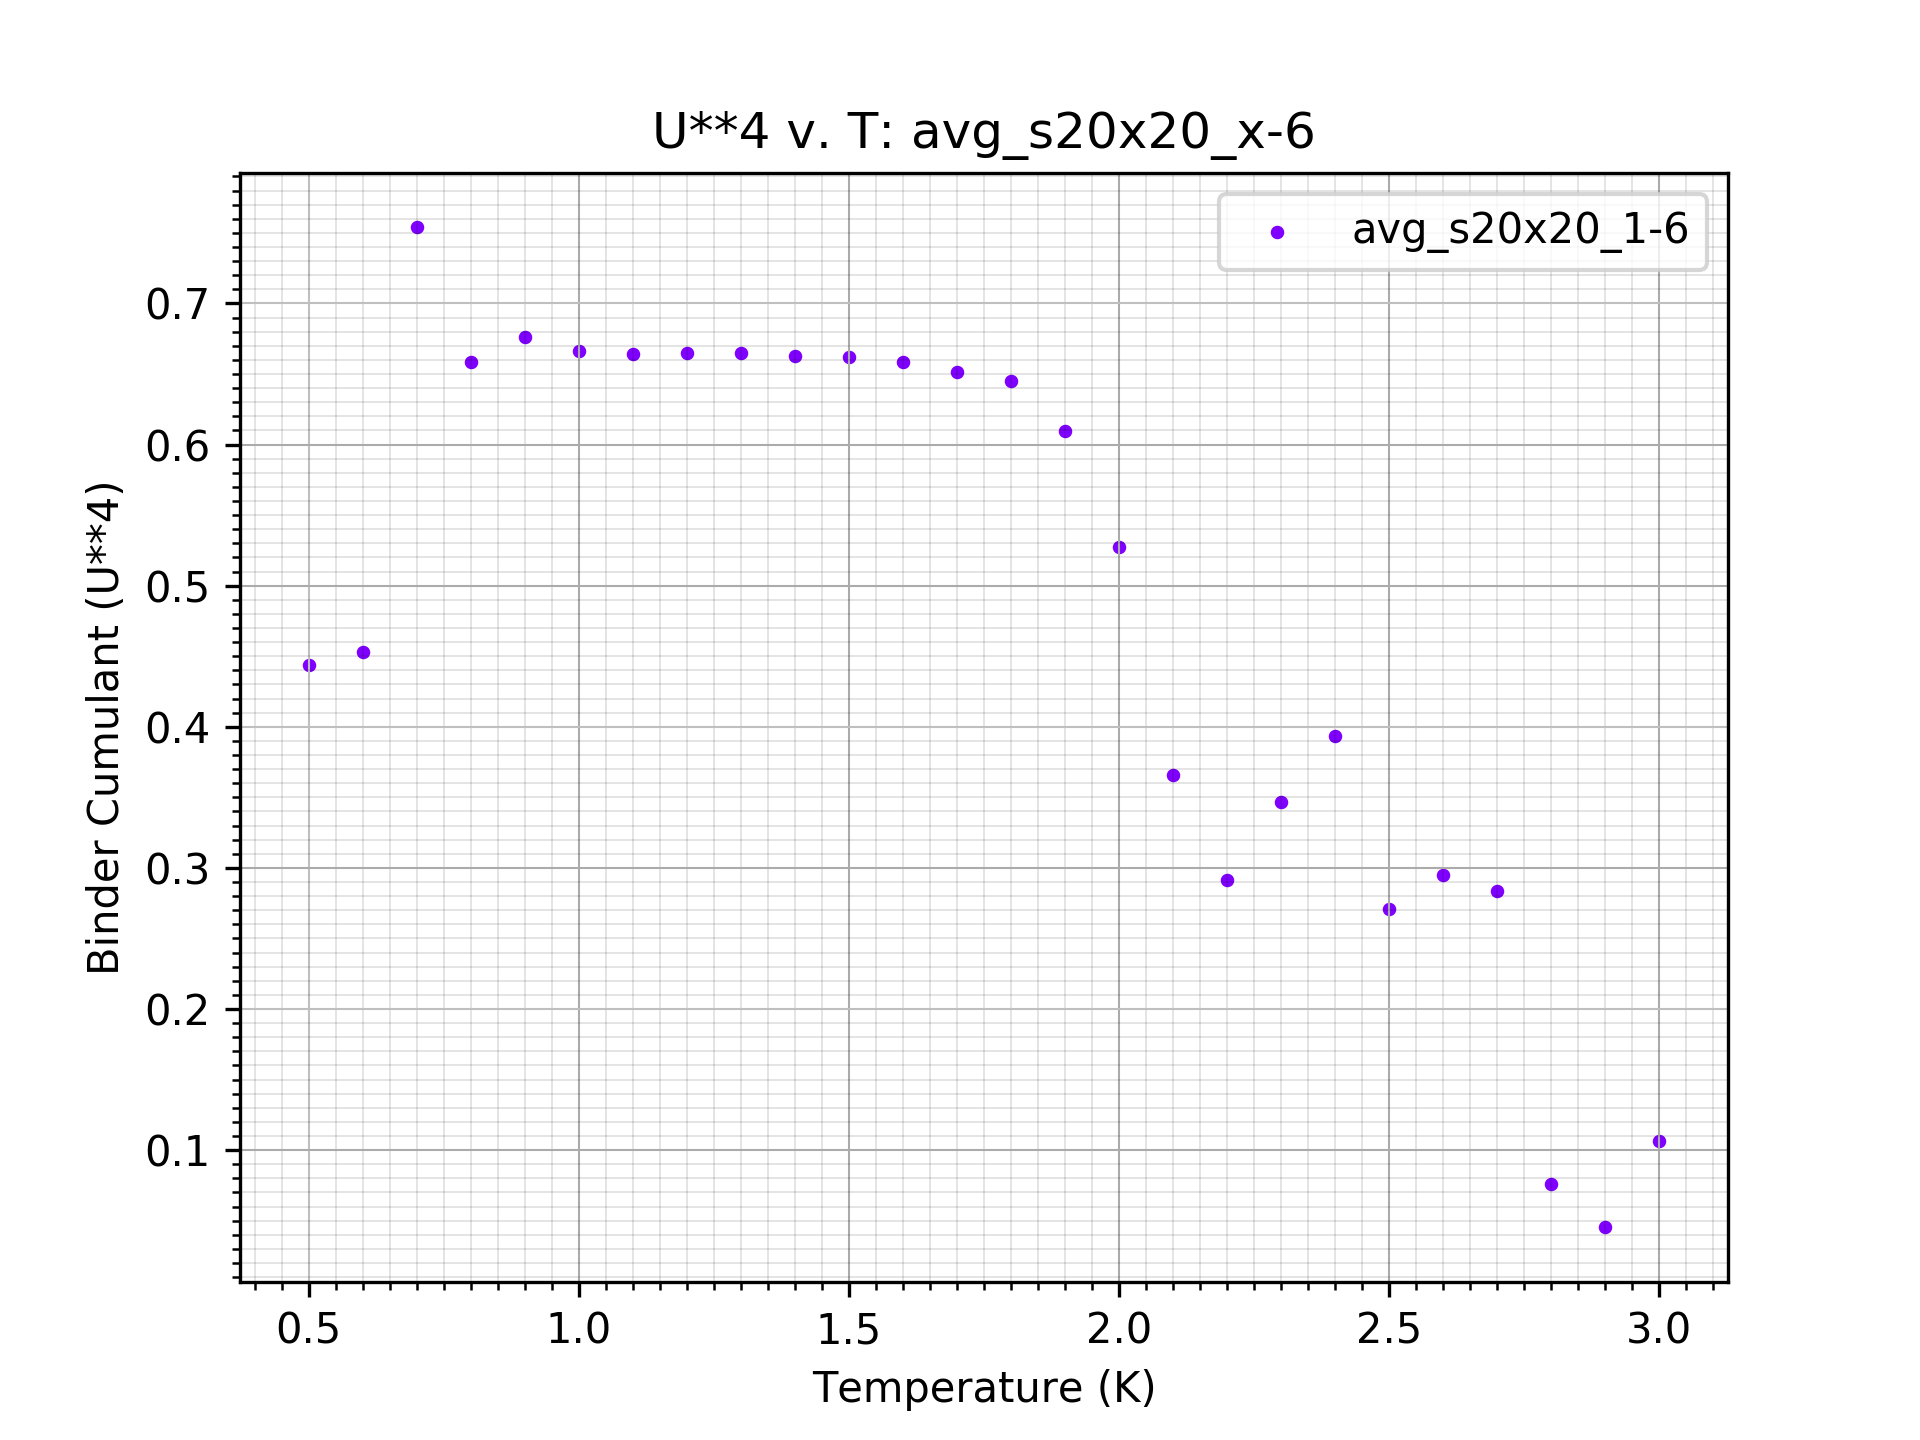 U**4 v. T: avg_s20x20_x-6
avg_s20x20_1-6
Binder Cumulant (U**4)
0.7
0.6
0.5
0.4
0.3
0.2
0.1
0.5 1.0 1.5 2.0 2.5 3.0
Temperature (K)